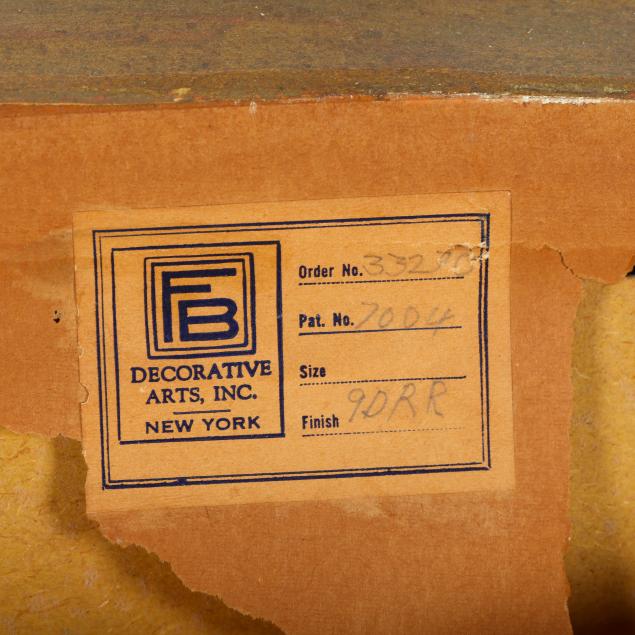 FB
DECORATIVE
ARTS, INC.
NEW YORK
Order No.
Pat. No. 7004
Size
Finish 9DRR